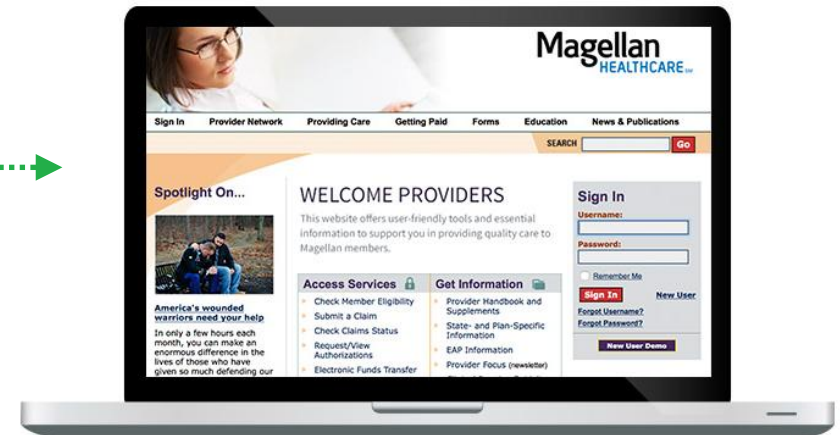 Magellan
HEALTHCARE
Sign In Provider Network Providing Care Getting Paid Forms Education News & Publications
SEARCH Go
Spotlight On...
America's wounded
warriors need your help
In only a few hours each
month, you can make an
enormous difference in the
lives of those who have
given so much defending our
WELCOME PROVIDERS
This website offers user-friendly tools and essential
information to support you in providing quality care to
Magellan members.
Access Services
Check Member Eligibility
Submit a Claim
Check Claims Status
Request/View
Authorizations
Electronic Funds Transfer
Get Information
Provider Handbook and
Supplements
State- and Plan-Specific
Information
EAP Information
Provider Focus (newsletter)
Sign In
Username:
Password:
Remember Me
Sign In New User
Forgot Username?
Forgot Password?
New User Demo